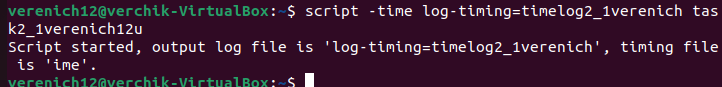 verenich12@verchik-VirtualBox:~$ script -time log-timing=timelog2_1verenich tas
k2_1verenich12u
Script started, output log file is 'log-timing=timelog2_1verenich', timing file
 is 'ime'.
verenich12@verchik-VirtualBox:~$